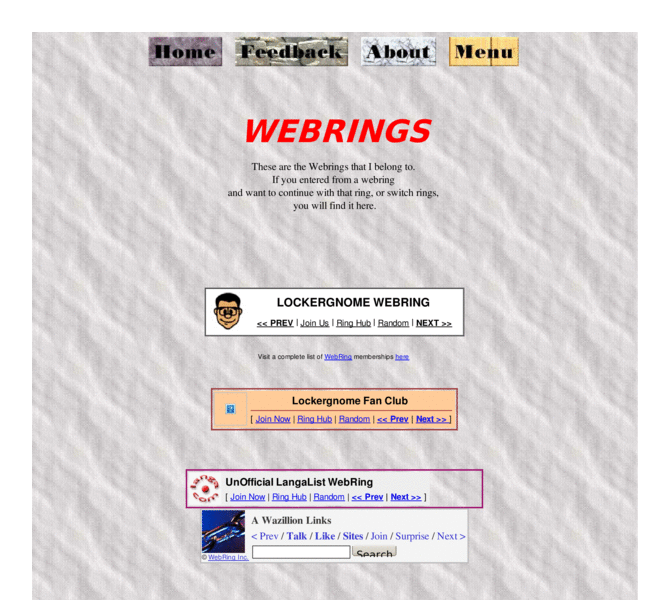 Home Feedback About Menu
WEBRINGS
These are the Webrings that I belong to.
If you entered from a webring
and want to continue with that ring, or switch rings,
you will find it here.
LOCKERGNOME WEBRING
<< PREV | Join Us | Ring Hub | Random | NEXT >>
Visit a complete list of WebRing memberships here
Lockergnome Fan Club
?
[ Join Now | Ring Hub | Random | << Prev | Next >> ]
langa
com
UnOfficial LangaList WebRing
[ Join Now | Ring Hub | Random | << Prev | Next >> ]
A Wazillion Links
< Prev / Talk / Like / Sites / Join / Surprise / Next >
Search
© WebRing Inc.